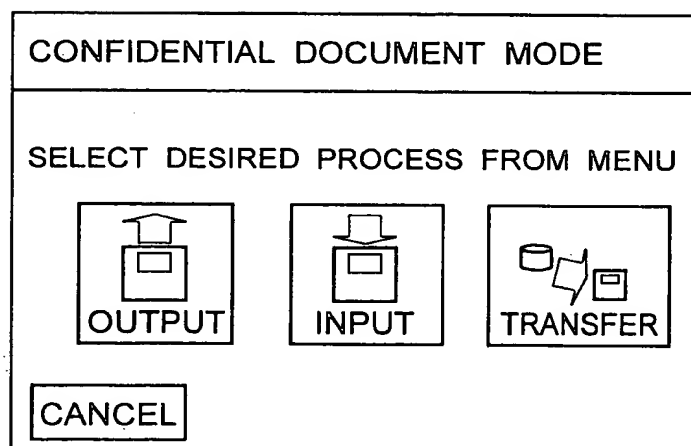 CONFIDENTIAL DOCUMENT MODE
SELECT DESIRED PROCESS FROM MENU
OUTPUT INPUT TRANSFER
CANCEL